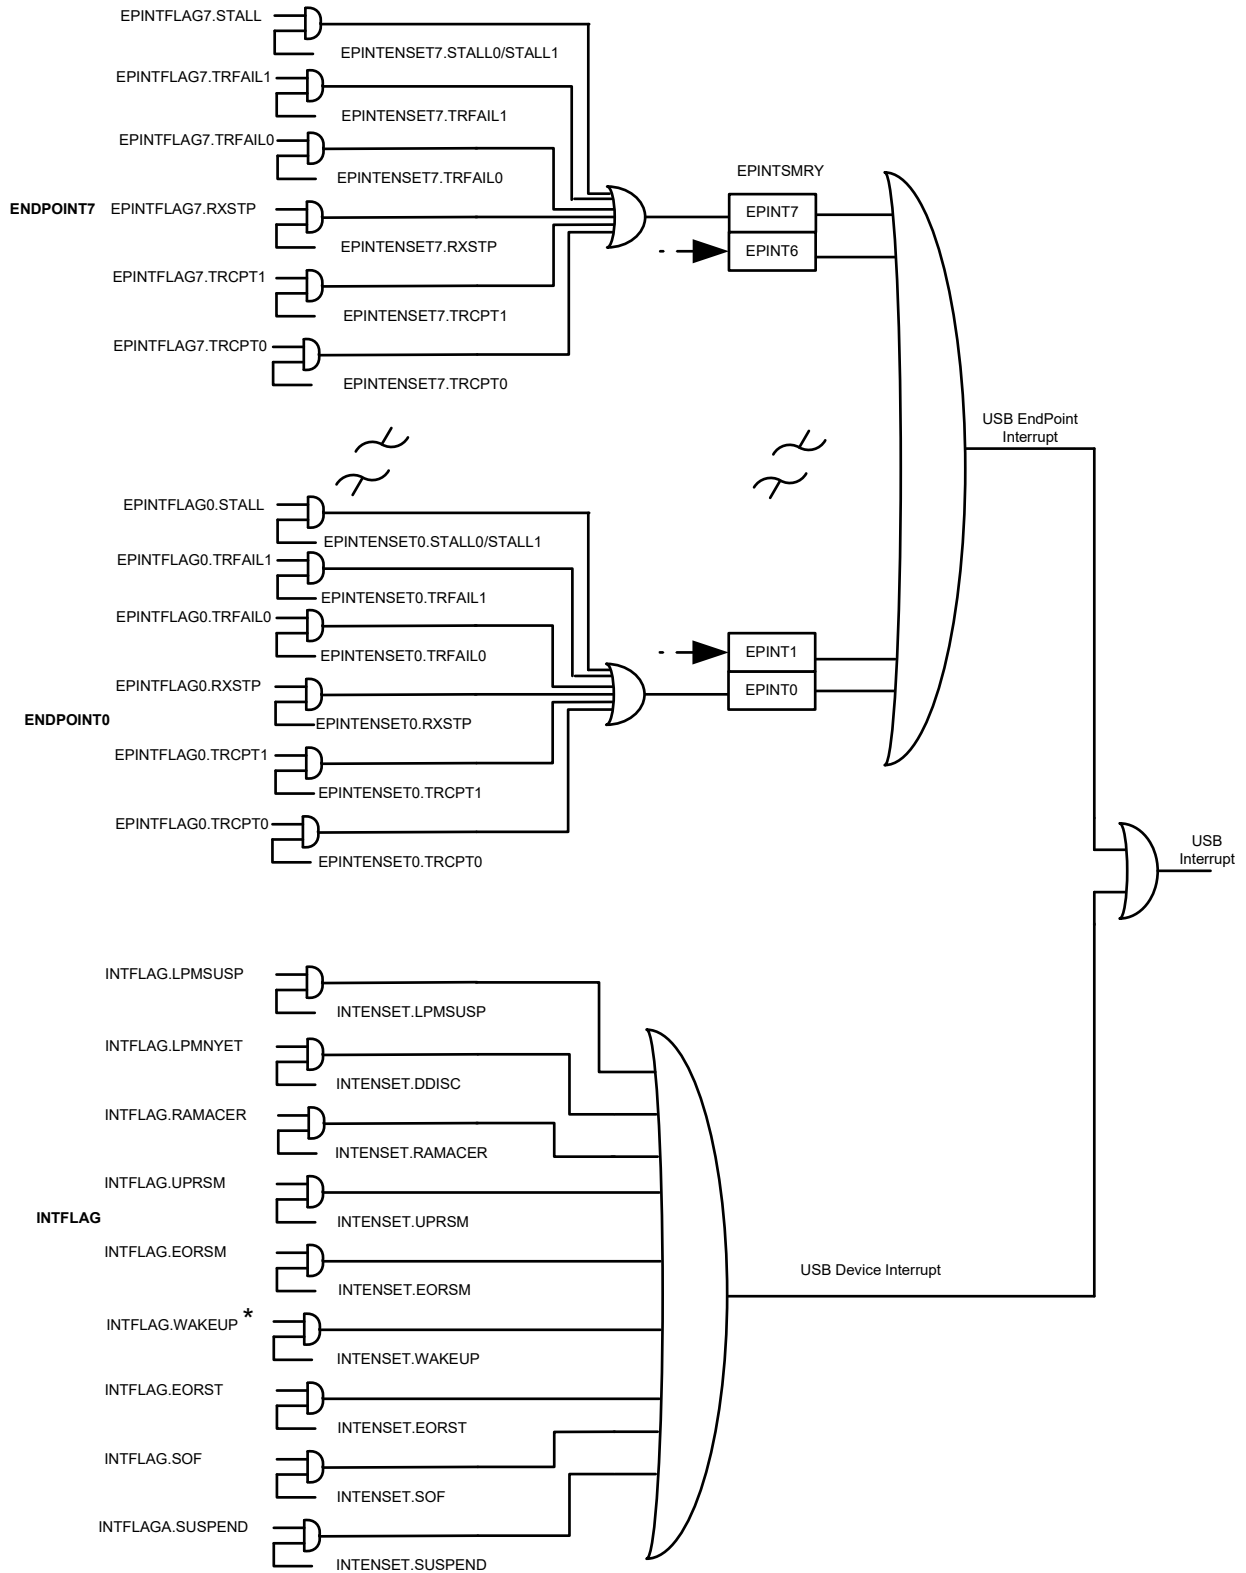 EPINTFLAG7.STALL
EPINTENSET7.STALL0/STALL1
EPINTFLAG7.TRFAIL1
EPINTENSET7.TRFAIL1
EPINTFLAG7.TRFAIL0
EPINTENSET7.TRFAIL0
ENDPOINT7
EPINTFLAG7.RXSTP
EPINTENSET7.RXSTP
EPINTFLAG7.TRCPT1
EPINTENSET7.TRCPT1
EPINTFLAG7.TRCPT0
EPINTENSET7.TRCPT0
EPINTSMRY
EPINT7
EPINT6
USB EndPoint
Interrupt
EPINTFLAG0.STALL
EPINTENSET0.STALL0/STALL1
EPINTFLAG0.TRFAIL1
EPINTENSET0.TRFAIL1
EPINTFLAG0.TRFAIL0
EPINTENSET0.TRFAIL0
EPINTFLAG0.RXSTP
ENDPOINT0
EPINTENSET0.RXSTP
EPINTFLAG0.TRCPT1
EPINTENSET0.TRCPT1
EPINTFLAG0.TRCPT0
EPINTENSET0.TRCPT0
EPINT1
EPINT0
USB
Interrupt
INTFLAG.LPMSUSP
INTENSET.LPMSUSP
INTFLAG.LPMNYET
INTENSET.DDISC
INTFLAG.RAMACER
INTENSET.RAMACER
INTFLAG.UPRSM
INTFLAG
INTENSET.UPRSM
INTFLAG.EORSM
INTENSET.EORSM
INTFLAG.WAKEUP *
INTENSET.WAKEUP
INTFLAG.EORST
INTENSET.EORST
INTFLAG.SOF
INTENSET.SOF
INTFLAGA.SUSPEND
INTENSET.SUSPEND
USB Device Interrupt